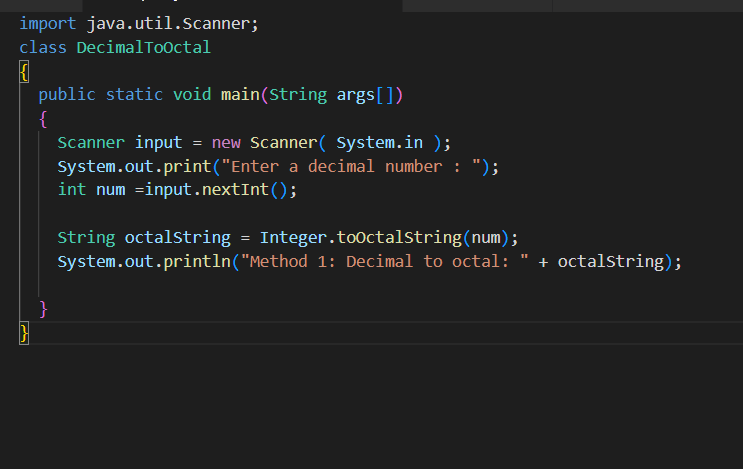 import java.util.Scanner;
class DecimalToOctal
{
  public static void main(String args[])
  {
    Scanner input = new Scanner( System.in );
    System.out.print("Enter a decimal number : ");
    int num =input.nextInt();

    String octalString = Integer.toOctalString(num);
    System.out.println("Method 1: Decimal to octal: " + octalString);

  }
}